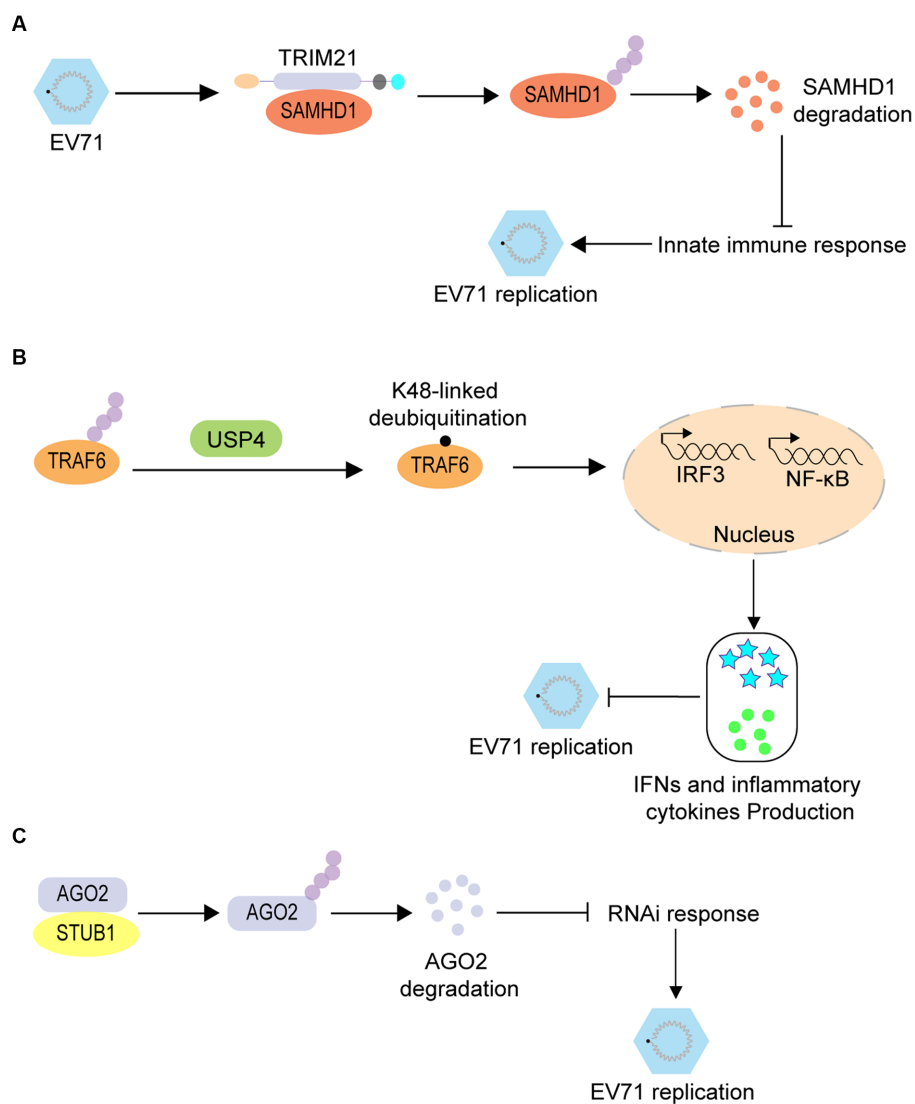 A
EV71
TRIM21
SAMHD1
SAMHD1
SAMHD1
degradation
Innate immune response
EV71 replication
B
TRAF6
USP4
K48-linked
deubiquitination
TRAF6
IRF3
NF-κB
Nucleus
EV71 replication
IFNs and inflammatory
cytokines Production
C
AGO2
STUB1
AGO2
AGO2
degradation
RNAi response
EV71 replication